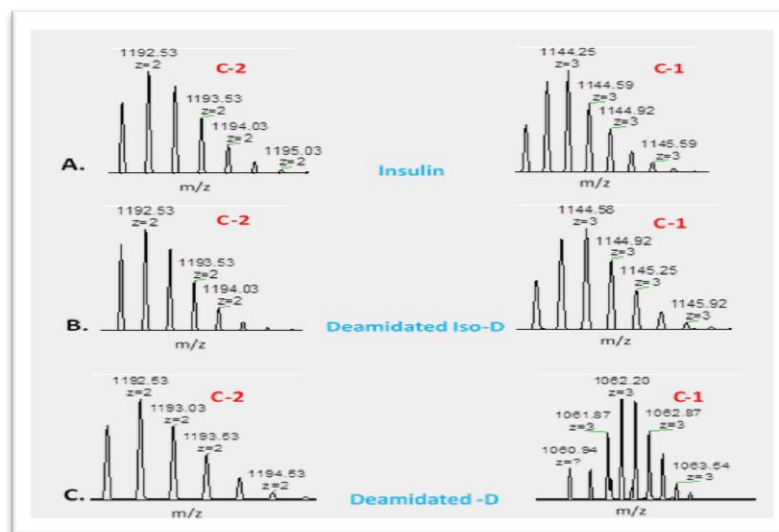 1192.53
z=2
C-2
1193.53
z=2
1194.03
z=2
1195.03
z=2
m/z
A.
Insulin
1144.25
z=3
C-1
1144.59
z=3
1144.92
z=3
1145.59
z=3
m/z
1192.53
z=2
C-2
1193.53
z=2
1194.03
z=2
m/z
B.
Deamidated Iso-D
1144.58
z=3
C-1
1144.92
z=3
1145.25
z=3
1145.92
z=3
m/z
1192.53
z=2
C-2
1193.03
z=2
1193.53
z=2
1194.53
z=2
m/z
C.
Deamidated -D
1062.20
z=3
C-1
1061.87
z=3
1062.87
z=3
1060.94
z=?
1063.54
z=3
m/z